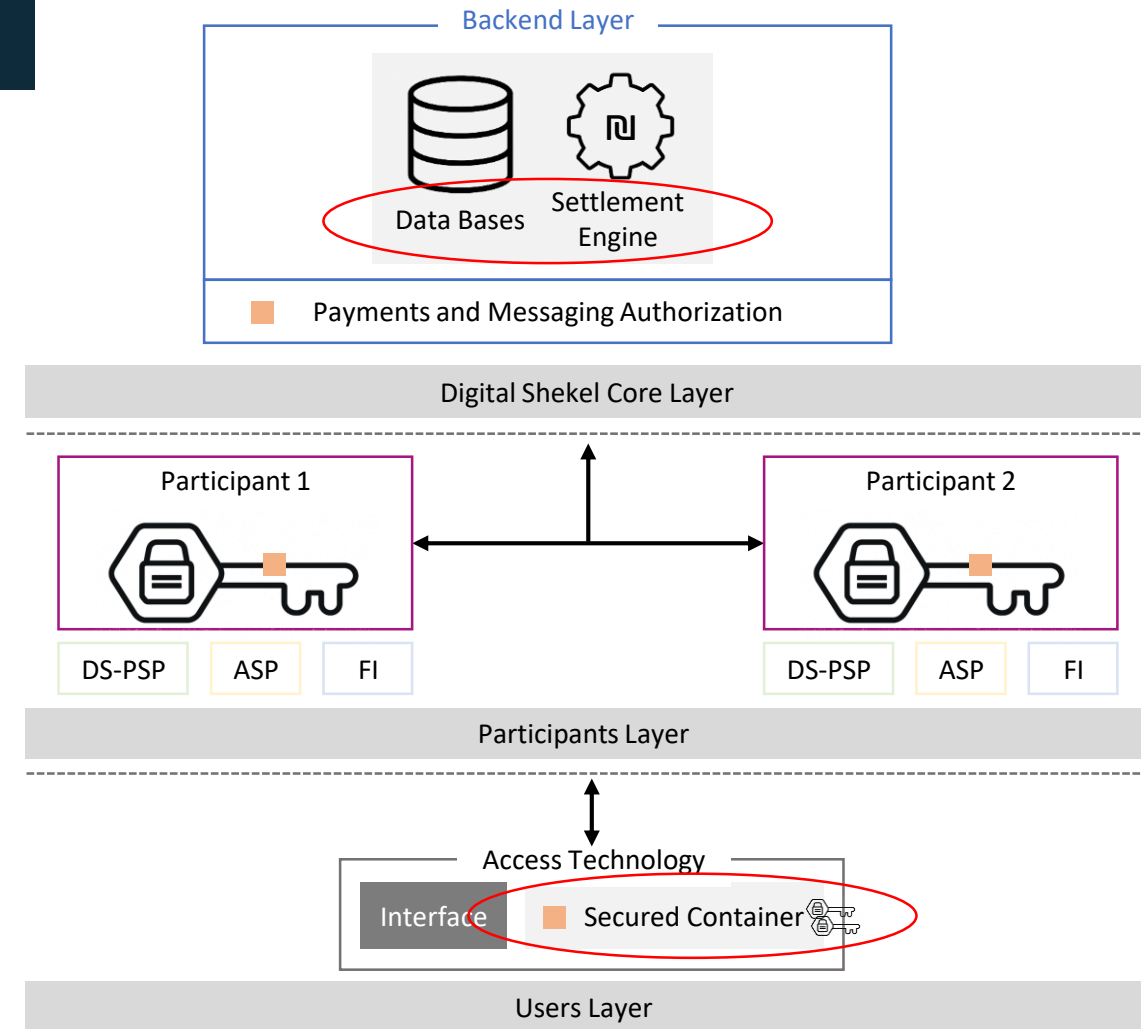 Backend Layer
₪
Data Bases
Settlement
Engine
Payments and Messaging Authorization
Digital Shekel Core Layer
Participant 1
Participant 2
DS-PSP
ASP
FI
DS-PSP
ASP
FI
Participants Layer
Access Technology
Interface
Secured Container
Users Layer